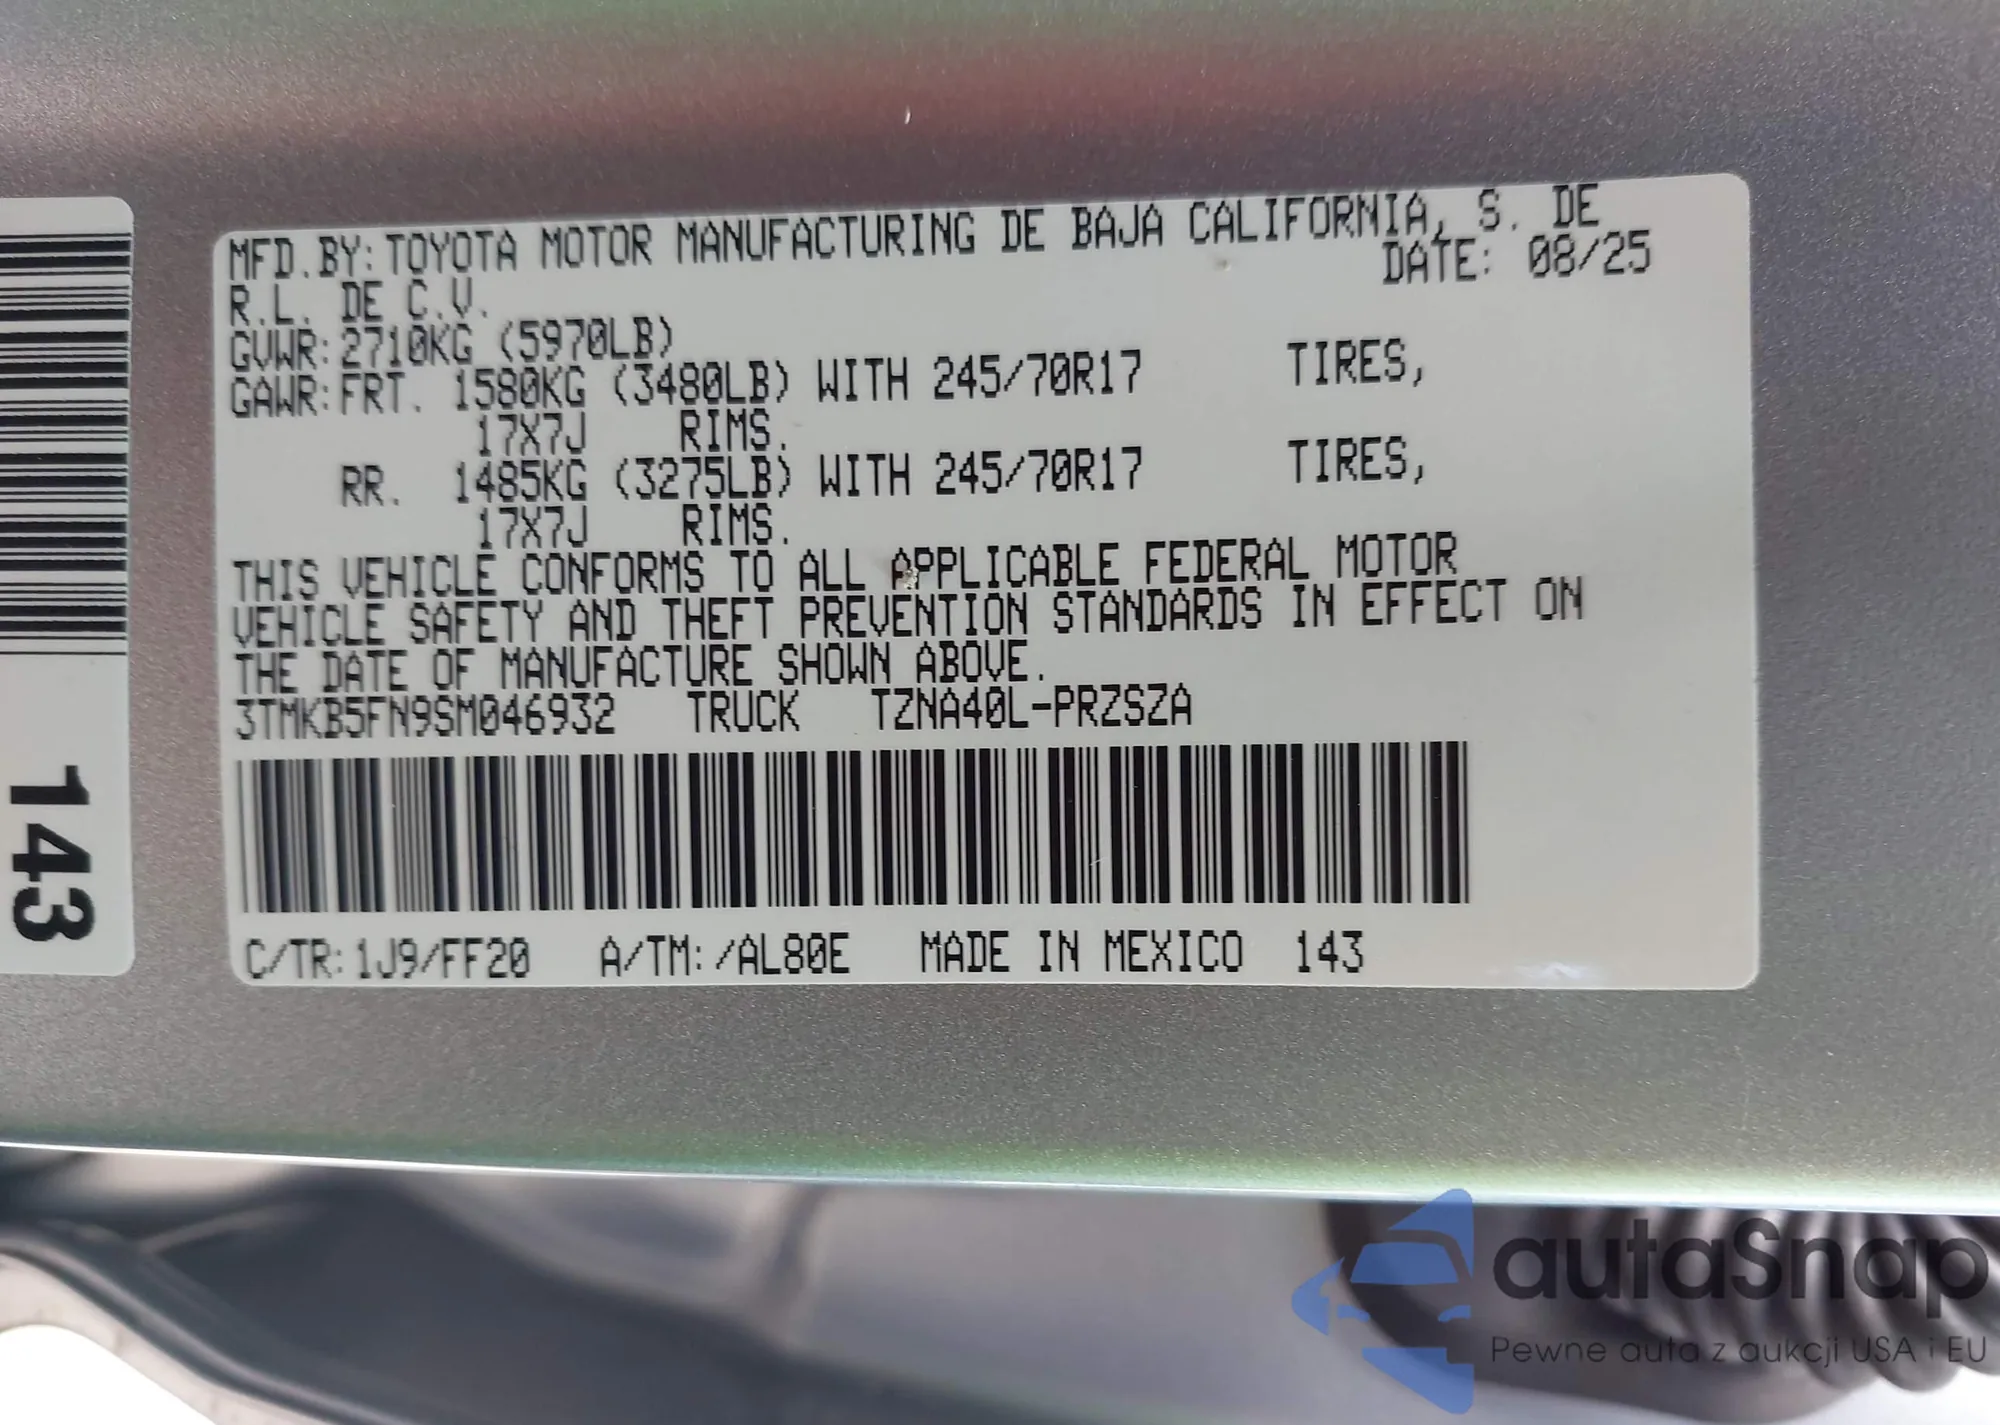 MFD.BY: TOYOTA MOTOR MANUFACTURING DE BAJA CALIFORNIA, S. DE
R.L. DE C.V. DATE: 08/25
GVWR: 2710KG (5970LB)
GAWR: FRT. 1580KG (3480LB) WITH 245/70R17 TIRES,
17X7J RIMS.
RR. 1485KG (3275LB) WITH 245/70R17 TIRES,
17X7J RIMS.
THIS VEHICLE CONFORMS TO ALL APPLICABLE FEDERAL MOTOR
VEHICLE SAFETY AND THEFT PREVENTION STANDARDS IN EFFECT ON
THE DATE OF MANUFACTURE SHOWN ABOVE.
3TMKB5FN9SM046932 TRUCK TZNA40L-PRZSZA
C/TR: 1J9/FF20 A/TM: /AL80E MADE IN MEXICO 143
143
autaSnap
Pewne auta z aukcji USA i EU